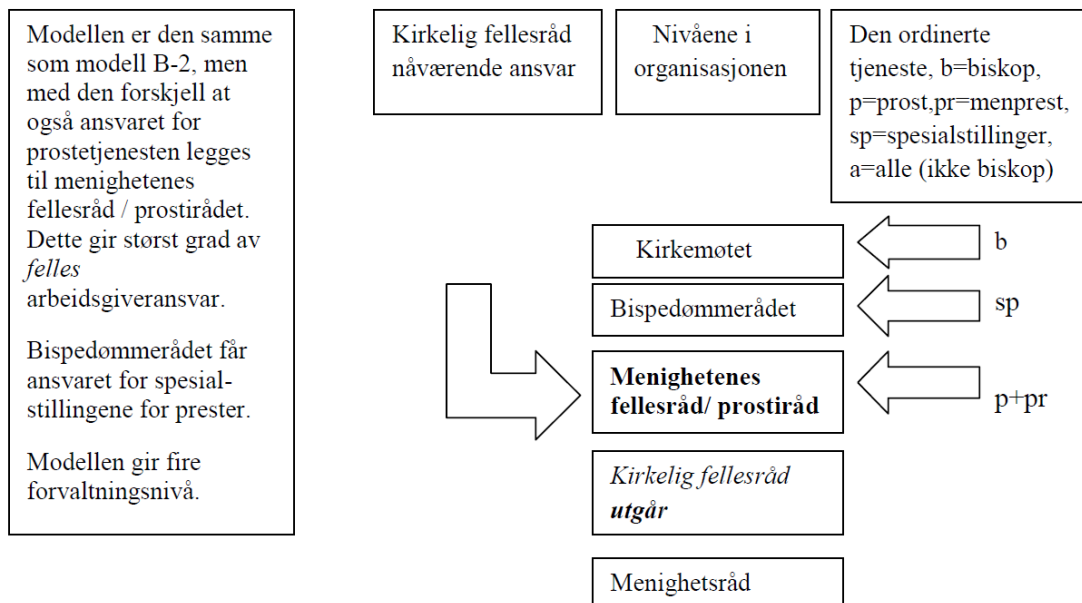 Modellen er den samme
som modell B-2, men
med den forskjell at
også ansvaret for
prostetjenesten legges
til menighetenes
fellesråd / prostirådet.
Dette gir størst grad av
felles
arbeidsgiveransvar.
Bispedømmerådet får
ansvaret for spesial-
stillingene for prester.
Modellen gir fire
forvaltningsnivå.
Kirkelig fellesråd
nåværende ansvar
Nivåene i
organisasjonen
Den ordinerte
tjeneste, b=biskop,
p=prost,pr=menprest,
sp=spesialstillinger,
a=alle (ikke biskop)
Kirkemøtet
b
Bispedømmerådet
sp
Menighetenes
fellesråd/ prostiråd
p+pr
Kirkelig fellesråd
utgår
Menighetsråd